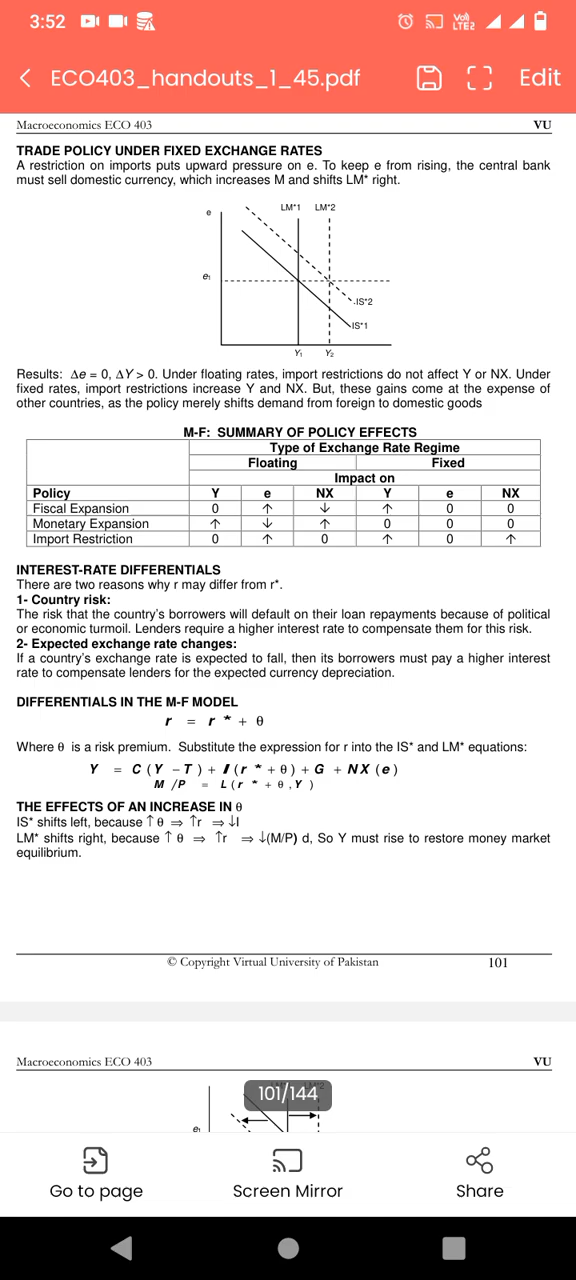 3:52
Vo)
LTE2
ECO403_handouts_1_45.pdf
Edit
Macroeconomics ECO 403 VU
TRADE POLICY UNDER FIXED EXCHANGE RATES
A restriction on imports puts upward pressure on e. To keep e from rising, the central bank
must sell domestic currency, which increases M and shifts LM* right.
e LM*1 LM*2
e₁
IS*2
IS*1
Y₁ Y₂
Results: Δe = 0, ΔY > 0. Under floating rates, import restrictions do not affect Y or NX. Under
fixed rates, import restrictions increase Y and NX. But, these gains come at the expense of
other countries, as the policy merely shifts demand from foreign to domestic goods
M-F: SUMMARY OF POLICY EFFECTS
Type of Exchange Rate Regime
Floating Fixed
Impact on
Policy Y e NX Y e NX
Fiscal Expansion 0 ↑ ↓ ↑ 0 0
Monetary Expansion ↑ ↓ ↑ 0 0 0
Import Restriction 0 ↑ 0 ↑ 0 ↑
INTEREST-RATE DIFFERENTIALS
There are two reasons why r may differ from r*.
1- Country risk:
The risk that the country's borrowers will default on their loan repayments because of political
or economic turmoil. Lenders require a higher interest rate to compensate them for this risk.
2- Expected exchange rate changes:
If a country's exchange rate is expected to fall, then its borrowers must pay a higher interest
rate to compensate lenders for the expected currency depreciation.
DIFFERENTIALS IN THE M-F MODEL
r = r * + θ
Where θ is a risk premium. Substitute the expression for r into the IS* and LM* equations:
Y = C (Y − T ) + I (r * + θ ) + G + NX (e )
M /P = L (r * + θ , Y )
THE EFFECTS OF AN INCREASE IN θ
IS* shifts left, because ↑ θ ⇒ ↑r ⇒ ↓I
LM* shifts right, because ↑ θ ⇒ ↑r ⇒ ↓(M/P) d, So Y must rise to restore money market
equilibrium.
© Copyright Virtual University of Pakistan 101
Macroeconomics ECO 403 VU
101/144
e₁
Go to page
Screen Mirror
Share